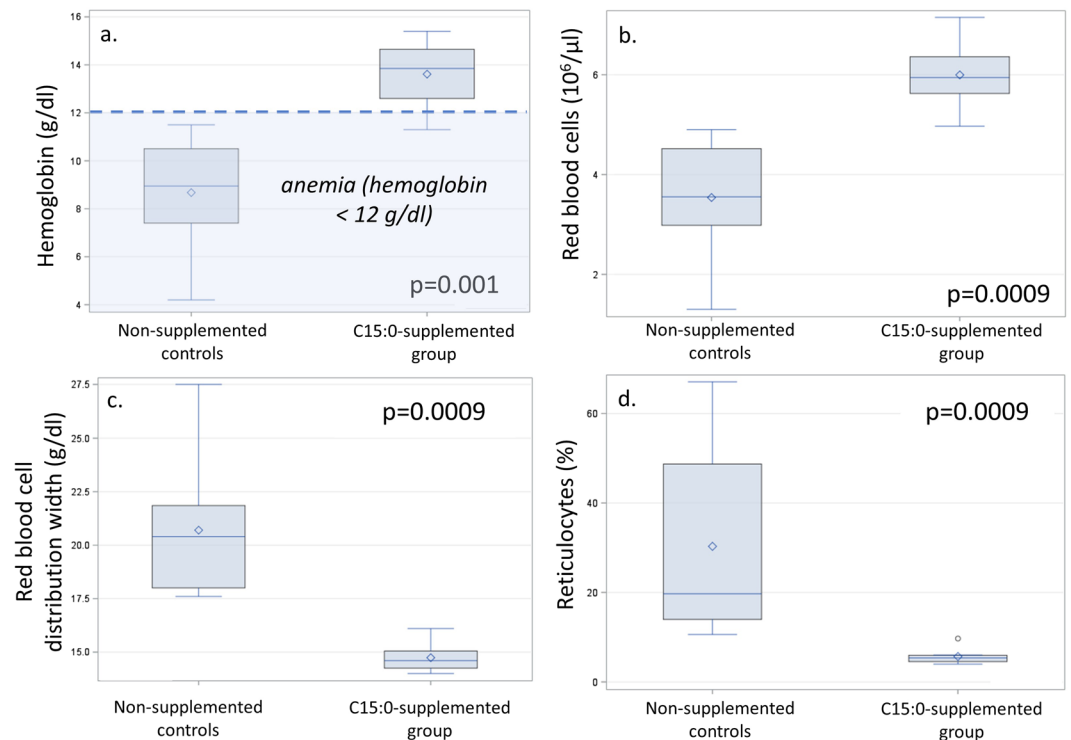 a.
Hemoglobin (g/dl)
16
14
12
10
8
6
4
anemia (hemoglobin
< 12 g/dl)
p=0.001
Non-supplemented
controls
C15:0-supplemented
group
b.
Red blood cells (10⁶/µl)
6
4
2
p=0.0009
Non-supplemented
controls
C15:0-supplemented
group
c.
Red blood cell
distribution width (g/dl)
27.5
25.0
22.5
20.0
17.5
15.0
p=0.0009
Non-supplemented
controls
C15:0-supplemented
group
d.
Reticulocytes (%)
60
40
20
0
p=0.0009
Non-supplemented
controls
C15:0-supplemented
group